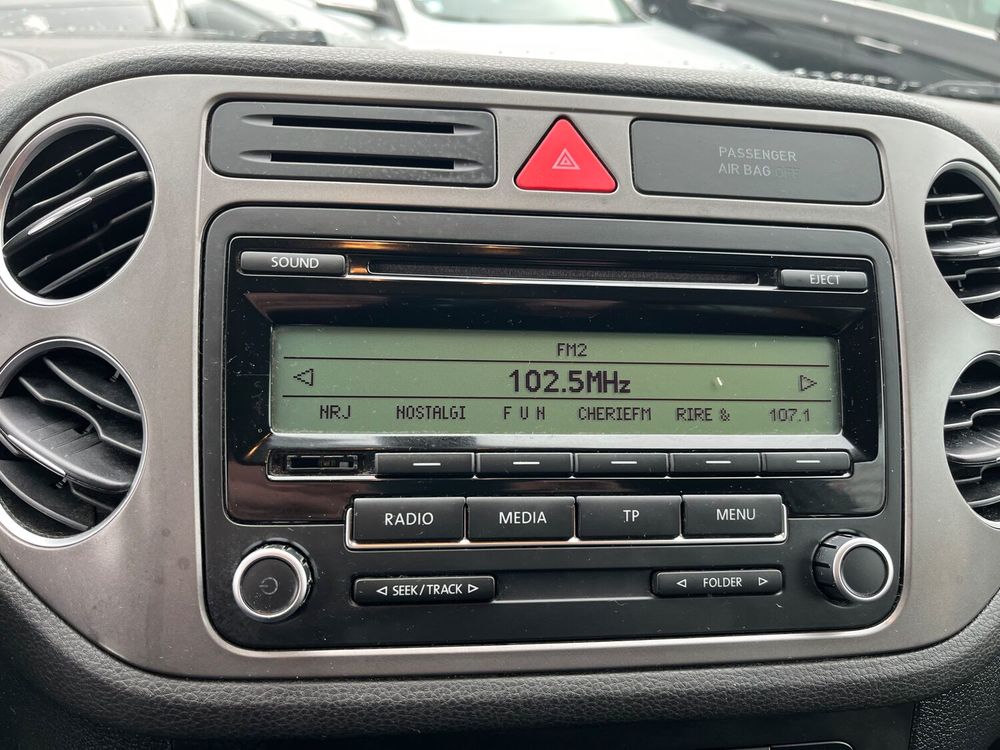 PASSENGER
AIR BAG OFF
SOUND
EJECT
FM2
102.5MHz
NRJ NOSTALGI F U N CHERIEFM RIRE & 107.1
RADIO MEDIA TP MENU
SEEK/TRACK FOLDER